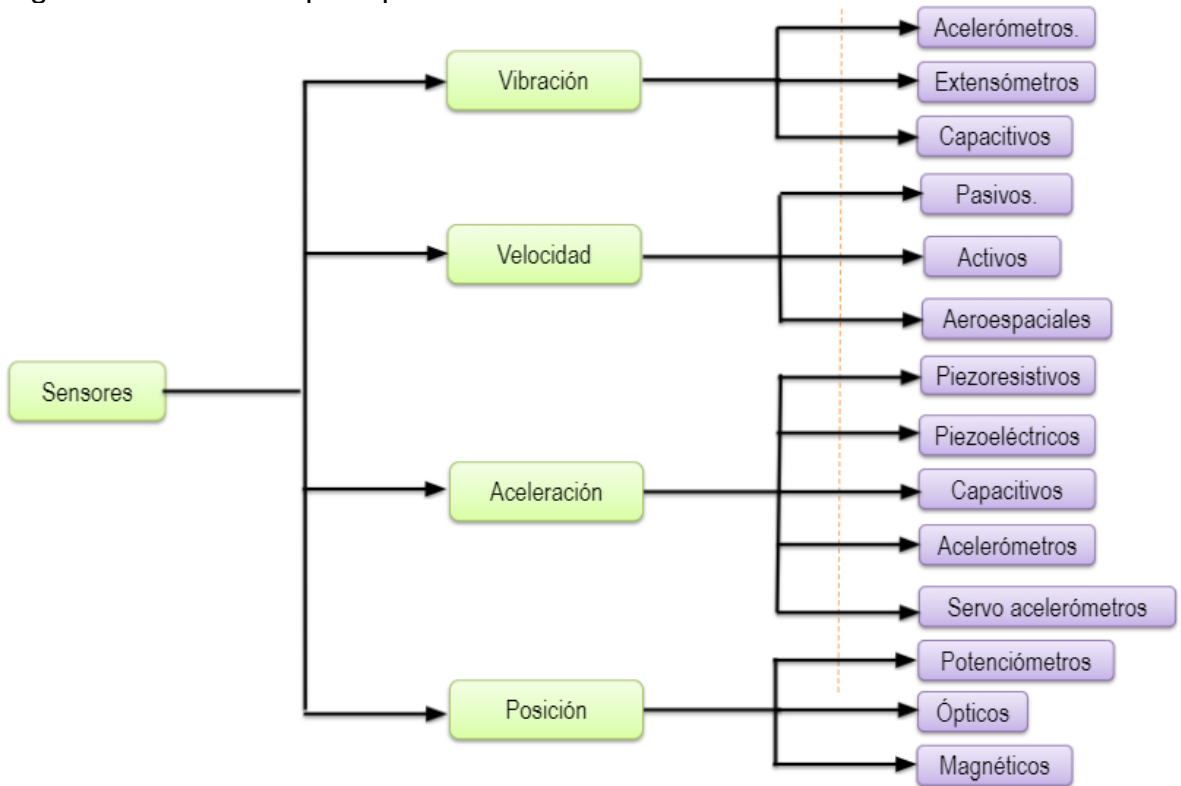 Sensores
Vibración
Acelerómetros.
Extensómetros
Capacitivos
Velocidad
Pasivos.
Activos
Aeroespaciales
Aceleración
Piezoresistivos
Piezoeléctricos
Capacitivos
Acelerómetros
Servo acelerómetros
Posición
Potenciómetros
Ópticos
Magnéticos